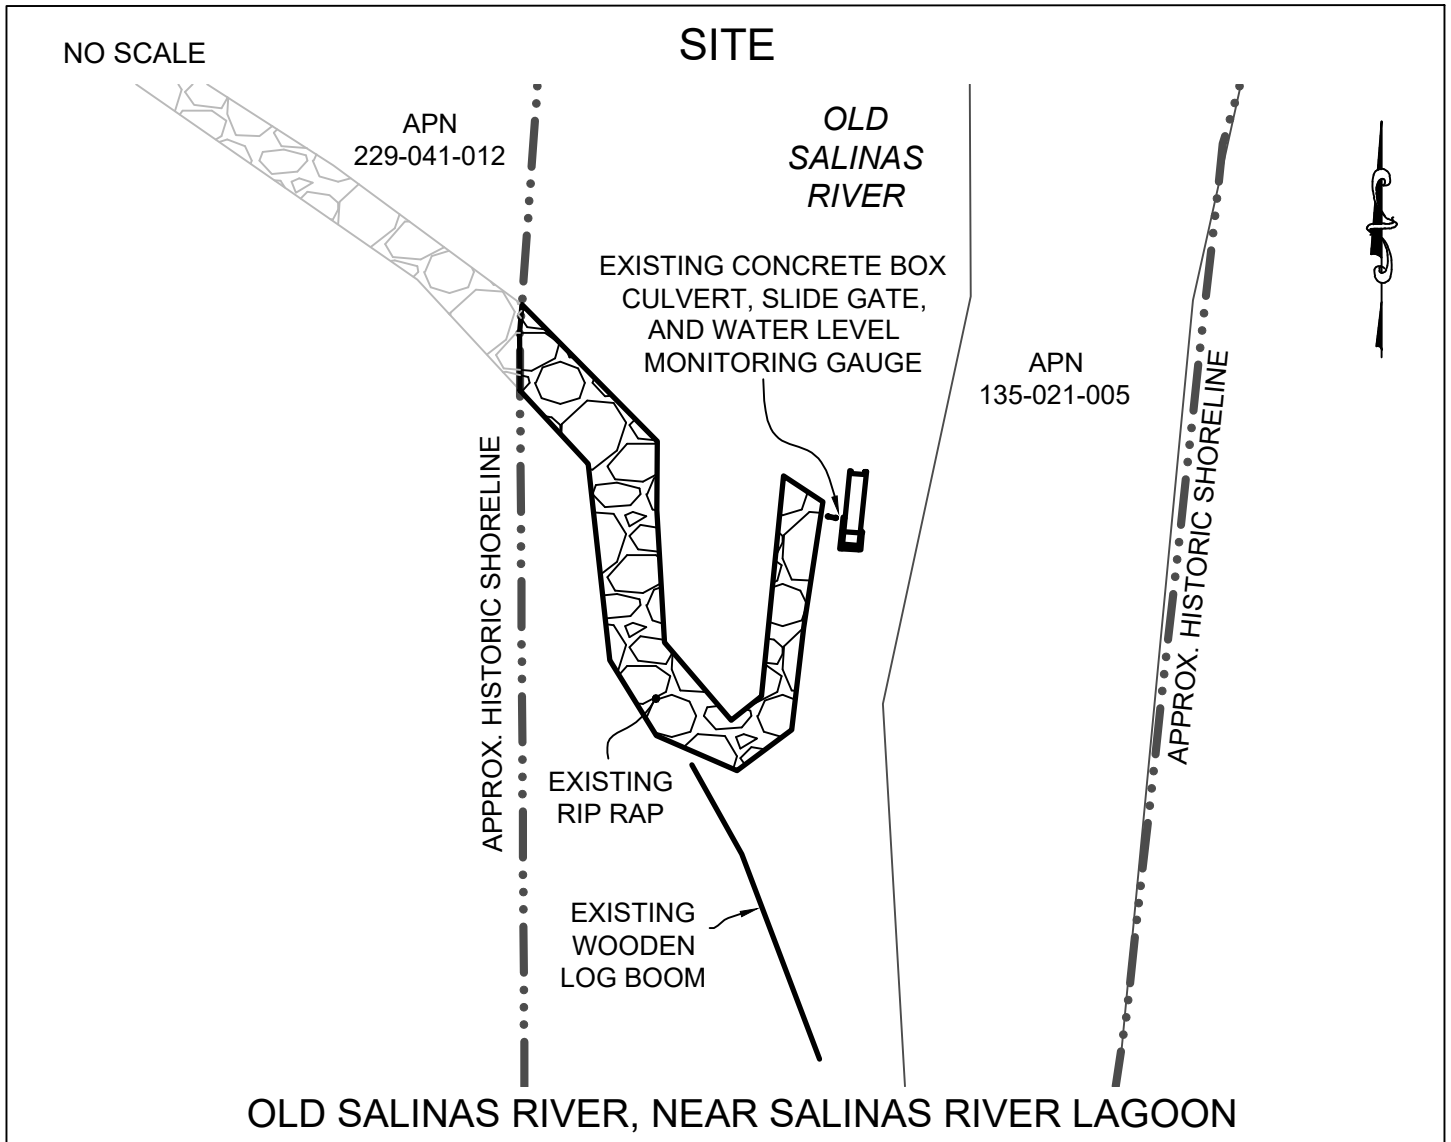 NO SCALE
SITE
APN
229-041-012
OLD
SALINAS
RIVER
EXISTING CONCRETE BOX
CULVERT, SLIDE GATE,
AND WATER LEVEL
MONITORING GAUGE
APN
135-021-005
APPROX. HISTORIC SHORELINE
APPROX. HISTORIC SHORELINE
EXISTING
RIP RAP
EXISTING
WOODEN
LOG BOOM
OLD SALINAS RIVER, NEAR SALINAS RIVER LAGOON